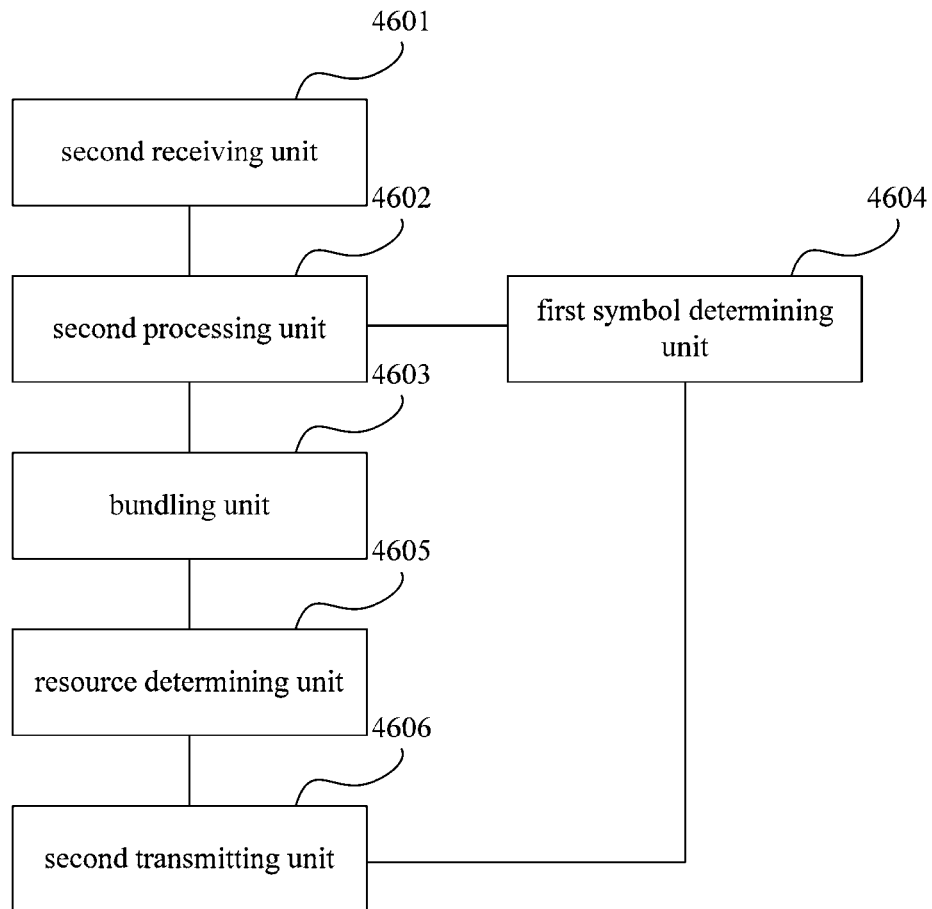 4601
second receiving unit
4602
4604
second processing unit
first symbol determining
unit
4603
bundling unit
4605
resource determining unit
4606
second transmitting unit